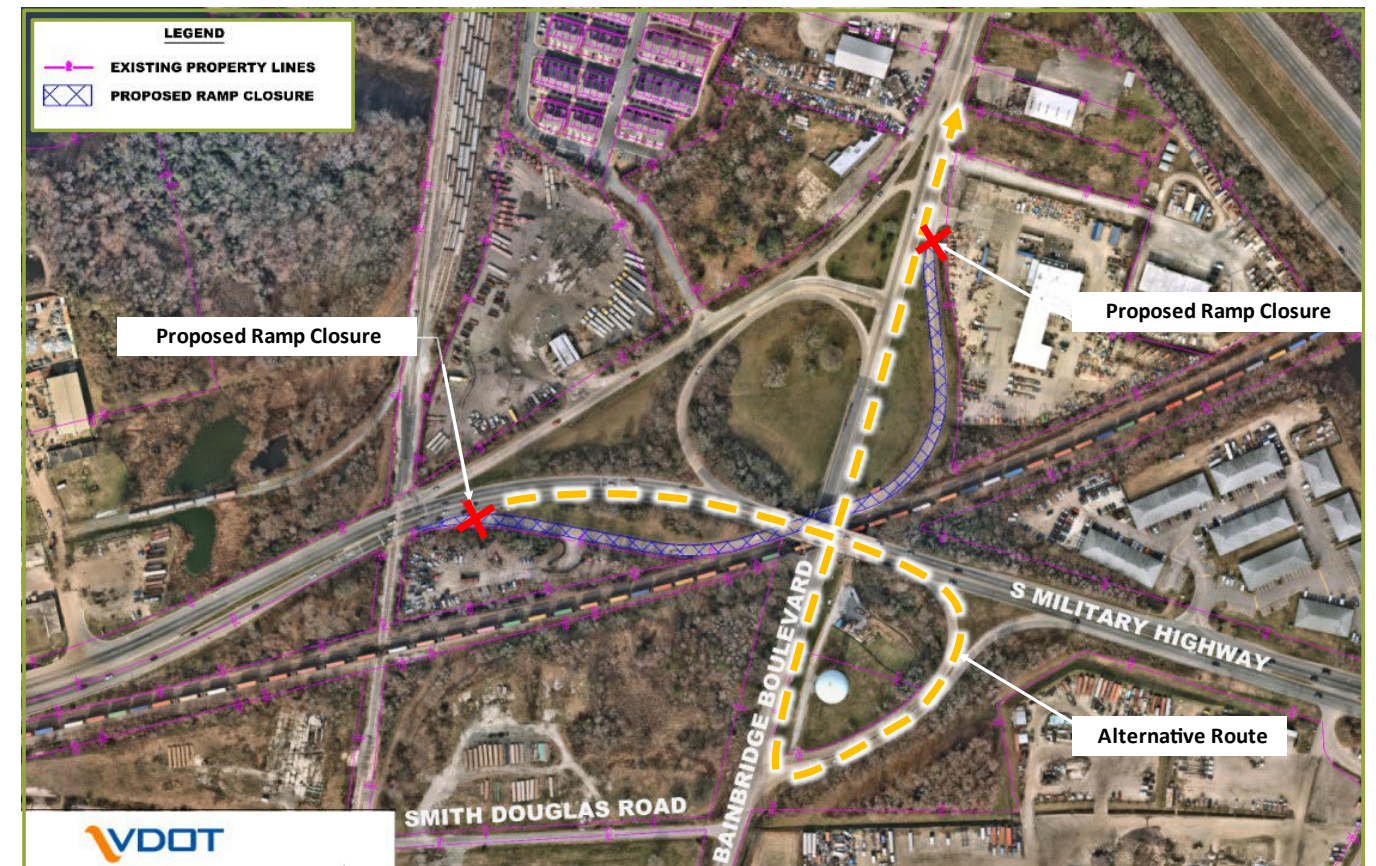 LEGEND
EXISTING PROPERTY LINES
PROPOSED RAMP CLOSURE
Proposed Ramp Closure
Proposed Ramp Closure
S MILITARY HIGHWAY
BAINBRIDGE BOULEVARD
Alternative Route
SMITH DOUGLAS ROAD
VDOT